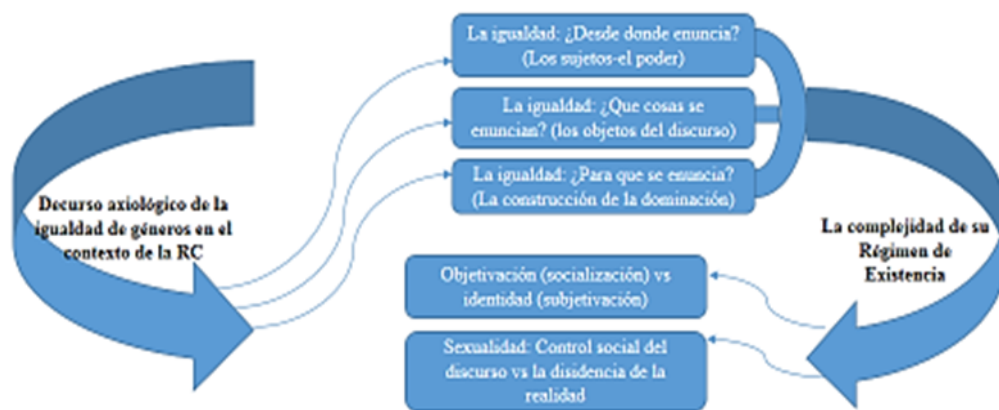 La igualdad: ¿Desde donde enuncia?
(Los sujetos-el poder)
La igualdad: ¿Que cosas se
enuncian? (los objetos del discurso)
La igualdad: ¿Para que se enuncia?
(La construcción de la dominación)
Decurso axiológico de la
igualdad de géneros en el
contexto de la RC
La complejidad de su
Régimen de
Existencia
Objetivación (socialización) vs
identidad (subjetivación)
Sexualidad: Control social del
discurso vs la disidencia de la
realidad